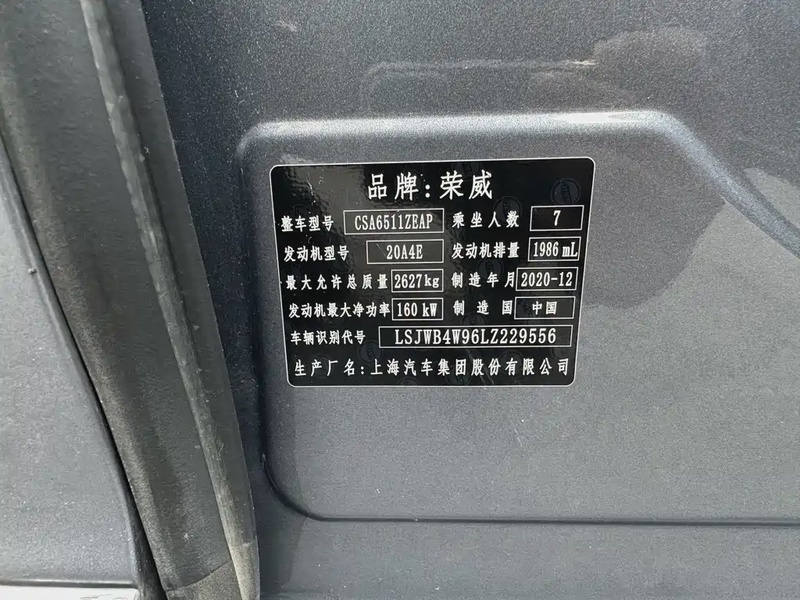 品牌：荣威
整车型号 CSA6511ZEAP 乘坐人数 7
发动机型号 20A4E 发动机排量 1986 mL
最大允许总质量 2627kg 制造年月 2020-12
发动机最大净功率 160 kW 制造国 中国
车辆识别代号 LSJWB4W96LZ229556
生产厂名：上海汽车集团股份有限公司